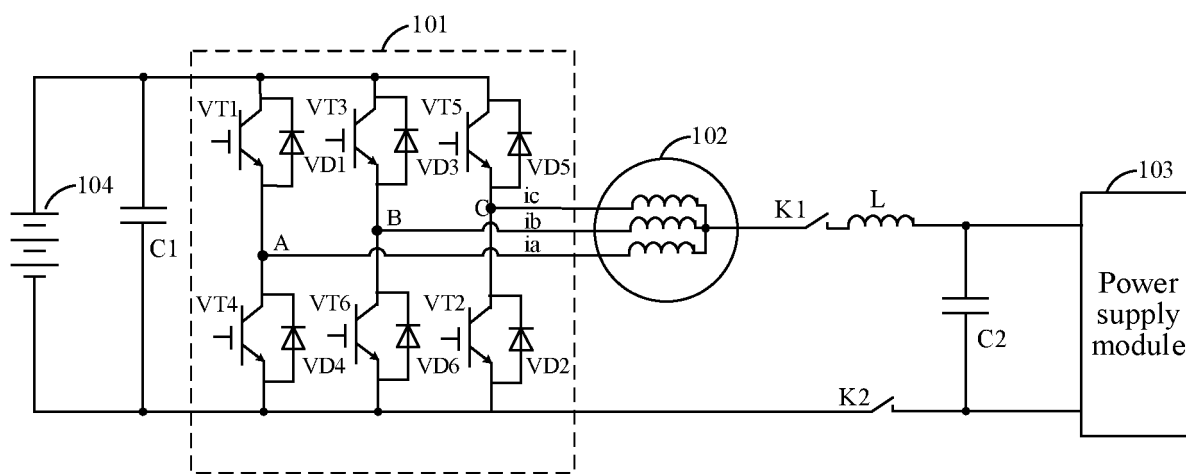 101
VT1
VT3
VT5
VD1
VD3
VD5
102
103
104
C1
A
B
C
ic
ib
ia
K1
L
VT4
VT6
VT2
VD4
VD6
VD2
C2
K2
Power
supply
module